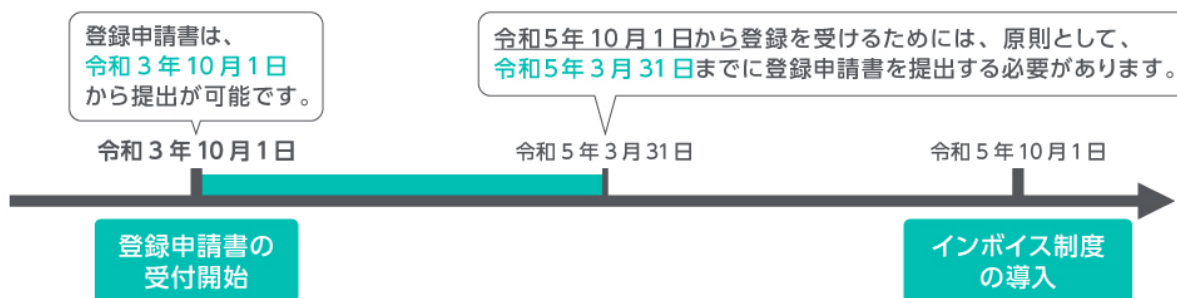 登録申請書は、
令和3年10月1日
から提出が可能です。
令和5年10月1日から登録を受けるためには、原則として、
令和5年3月31日までに登録申請書を提出する必要があります。
令和3年10月1日
令和5年3月31日
令和5年10月1日
登録申請書の
受付開始
インボイス制度
の導入